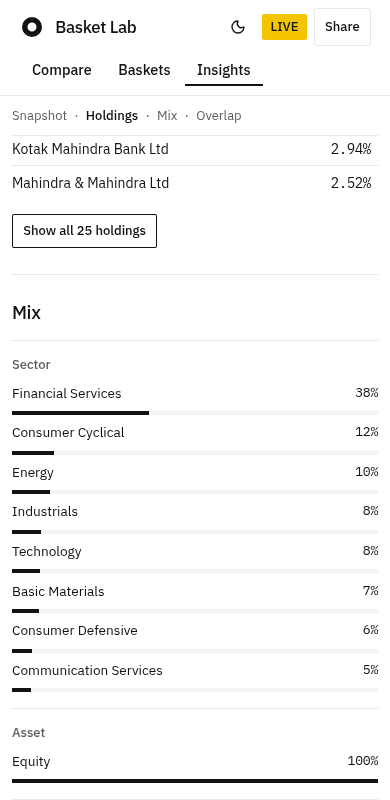 Basket Lab LIVE Share
Compare Baskets Insights
Snapshot · Holdings · Mix · Overlap
Kotak Mahindra Bank Ltd 2.94%
Mahindra & Mahindra Ltd 2.52%
Show all 25 holdings
Mix
Sector
Financial Services 38%
Consumer Cyclical 12%
Energy 10%
Industrials 8%
Technology 8%
Basic Materials 7%
Consumer Defensive 6%
Communication Services 5%
Asset
Equity 100%